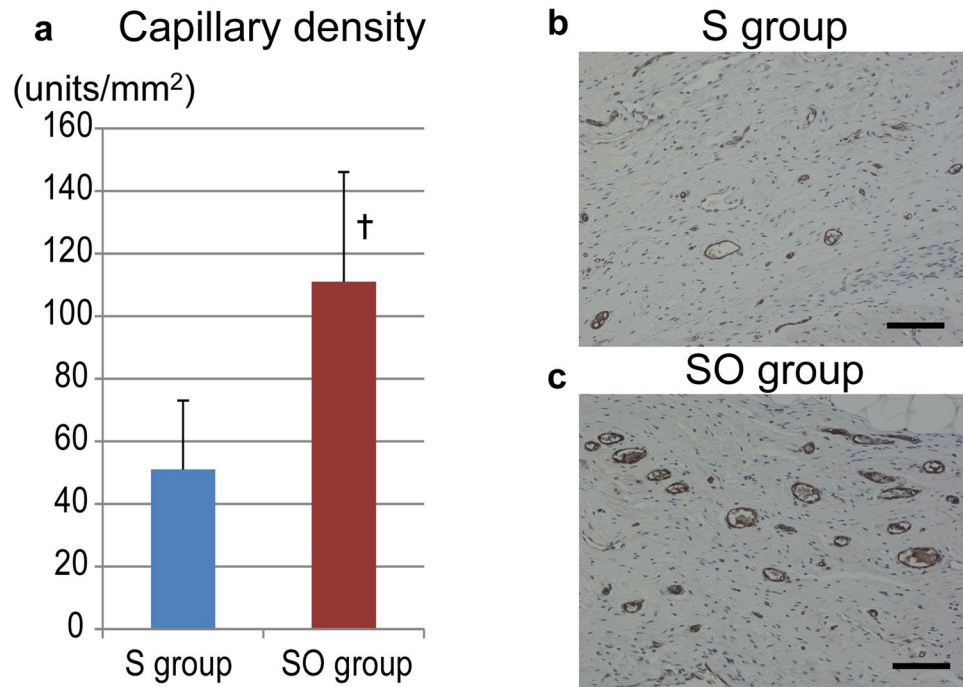 a Capillary density
(units/mm²)
160
140
120
†
100
80
60
40
20
0
S group SO group
b S group
c SO group